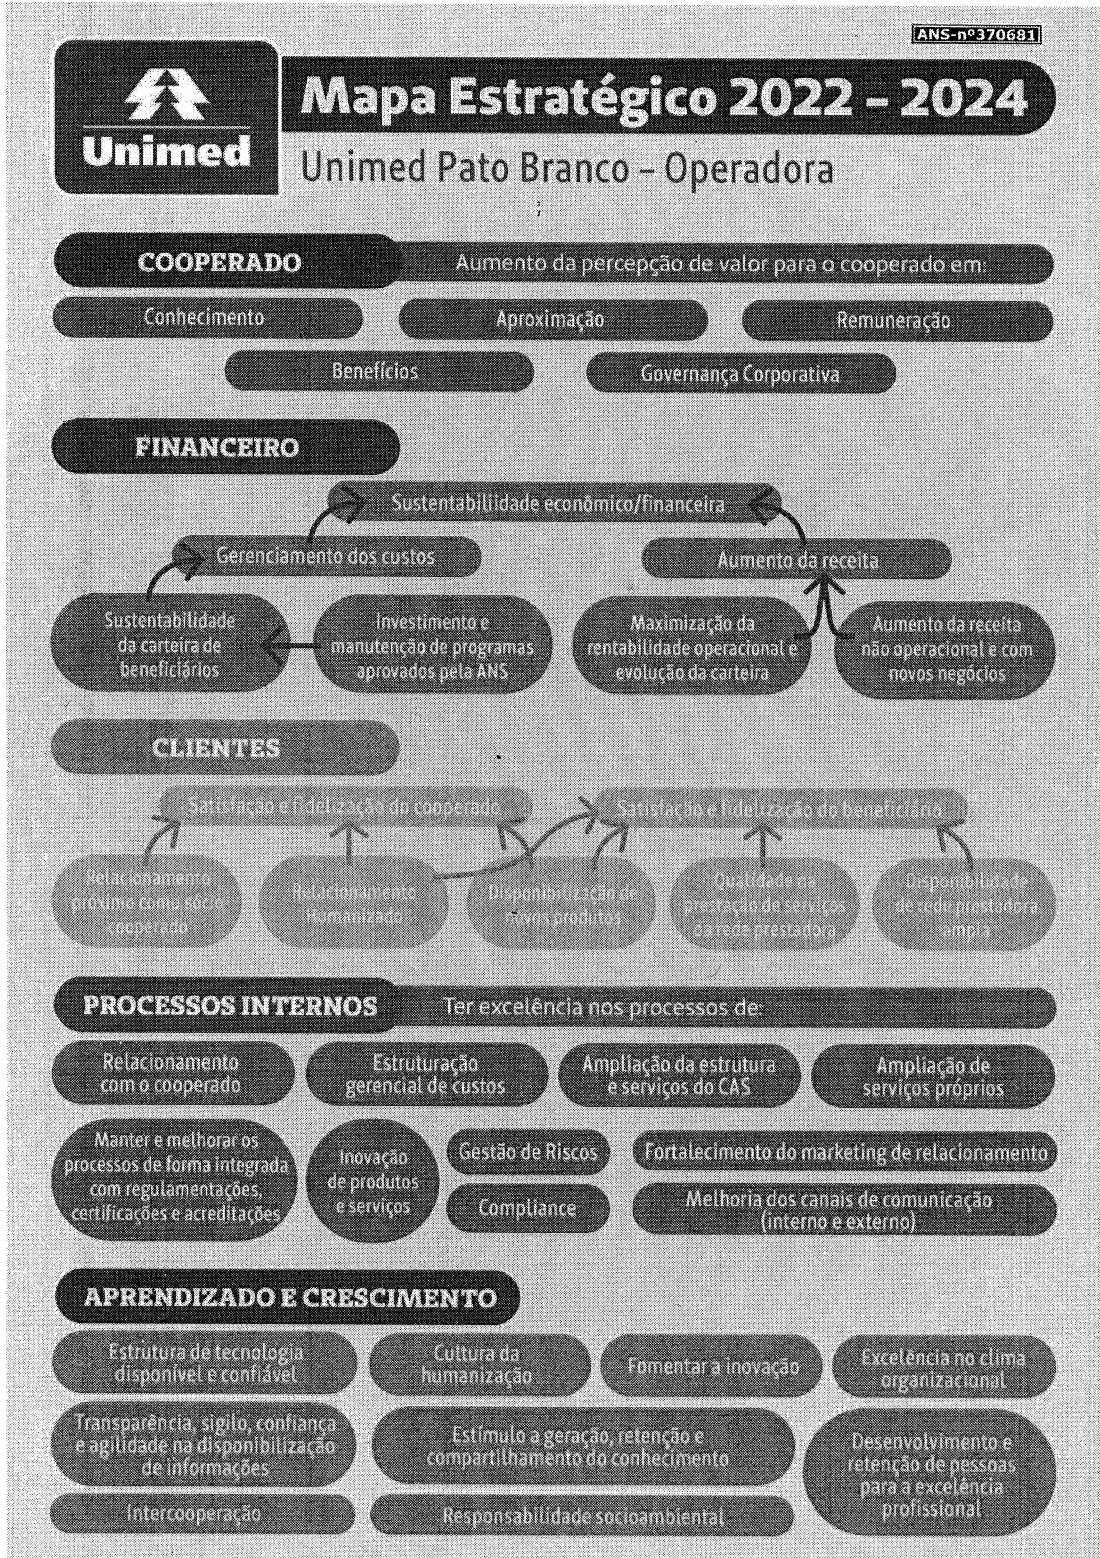 ANS-nº370681
Unimed
Mapa Estratégico 2022 - 2024
Unimed Pato Branco – Operadora
COOPERADO
Aumento da percepção de valor para o cooperado em:
Conhecimento
Aproximação
Remuneração
Benefícios
Governança Corporativa
FINANCEIRO
Sustentabilidade econômico/financeira
Gerenciamento dos custos
Aumento da receita
Sustentabilidade
da carteira de
beneficiários
Investimento e
manutenção de programas
aprovados pela ANS
Maximização da
rentabilidade operacional e
evolução da carteira
Aumento da receita
não operacional e com
novos negócios
CLIENTES
Satisfação e fidelização do cooperado
Satisfação e fidelização do beneficiário
Relacionamento
próximo com o sócio
cooperado
Relacionamento
Humanizado
Disponibilização de
novos produtos
Qualidade na
prestação de serviços
da rede prestadora
Disponibilidade
de rede prestadora
ampla
PROCESSOS INTERNOS
Ter excelência nos processos de:
Relacionamento
com o cooperado
Estruturação
gerencial de custos
Ampliação da estrutura
e serviços do CAS
Ampliação de
serviços próprios
Manter e melhorar os
processos de forma integrada
com regulamentações,
certificações e acreditações
Inovação
de produtos
e serviços
Gestão de Riscos
Compliance
Fortalecimento do marketing de relacionamento
Melhoria dos canais de comunicação
(interno e externo)
APRENDIZADO E CRESCIMENTO
Estrutura de tecnologia
disponível e confiável
Cultura da
humanização
Fomentar a inovação
Excelência no clima
organizacional
Transparência, sigilo, confiança
e agilidade na disponibilização
de informações
Estímulo a geração, retenção e
compartilhamento do conhecimento
Desenvolvimento e
retenção de pessoas
para a excelência
profissional
Intercooperação
Responsabilidade socioambiental